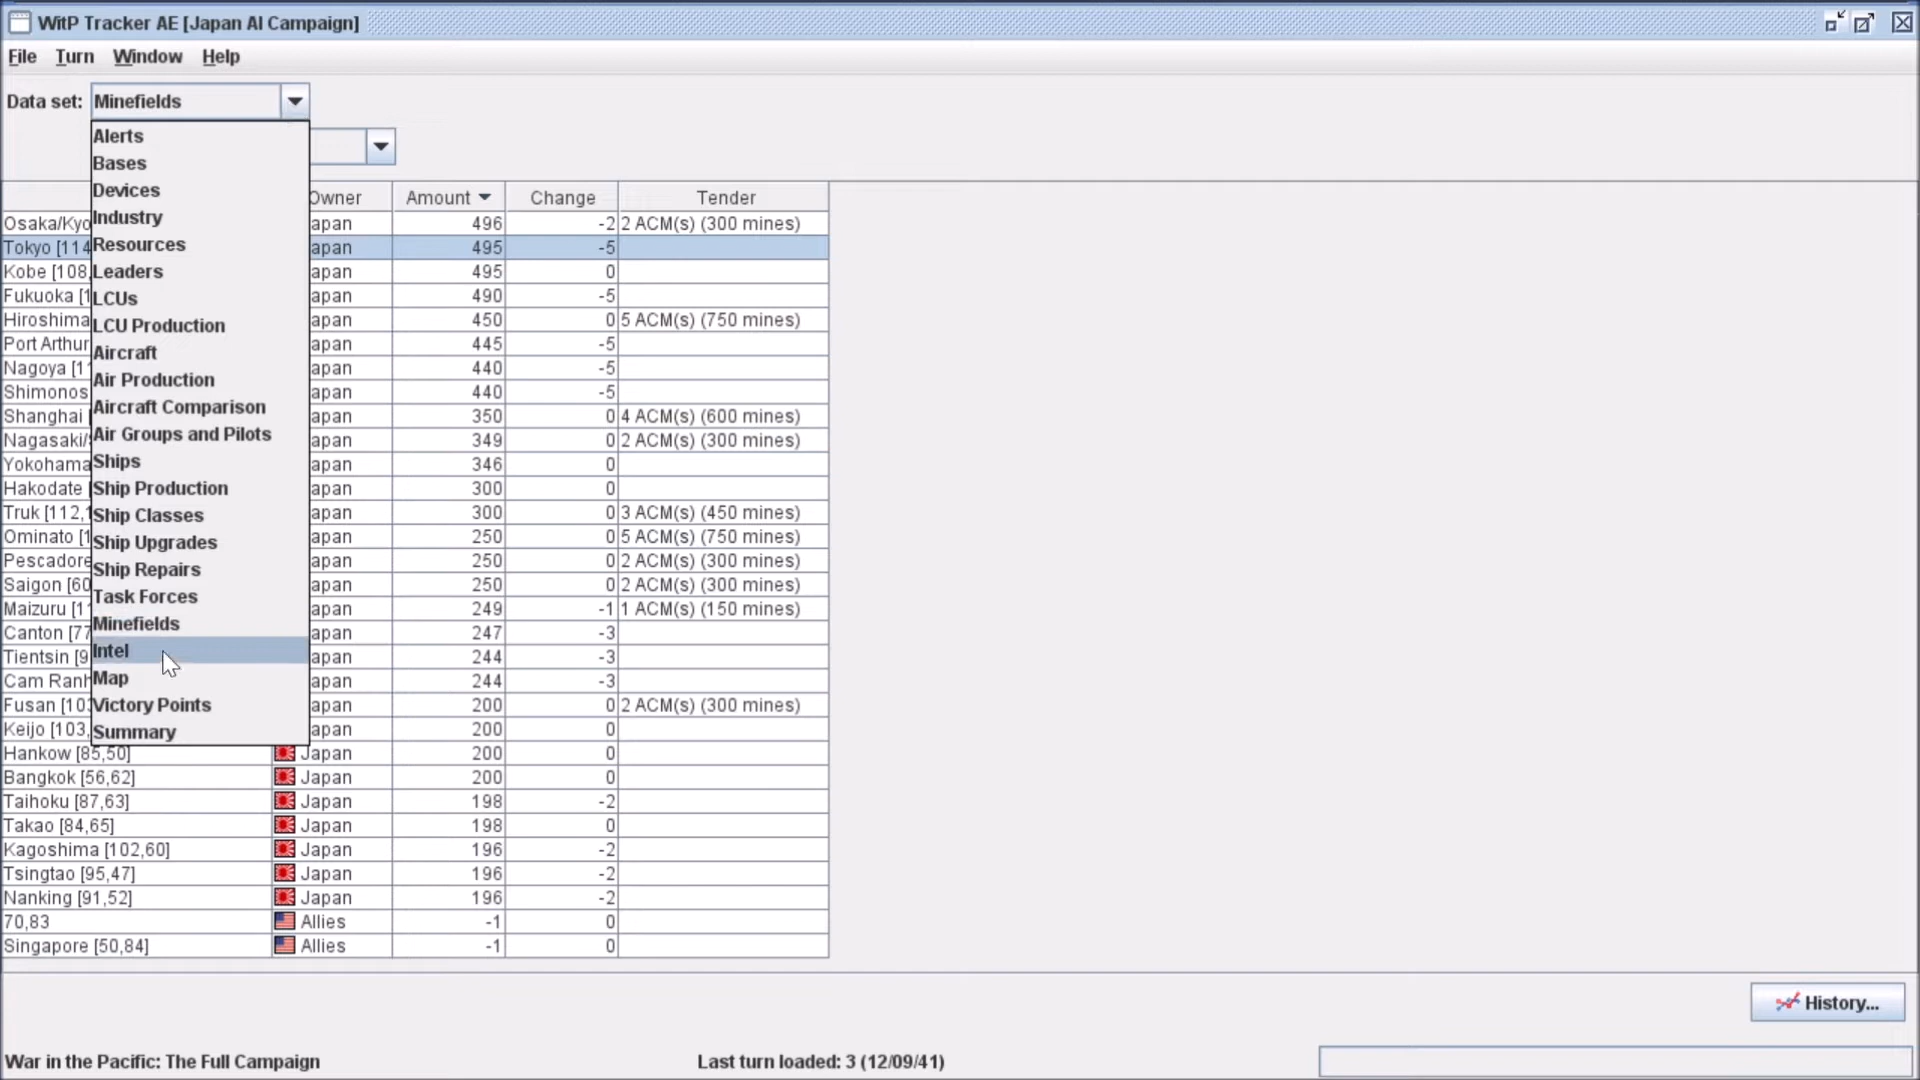 WitP Tracker AE [Japan AI Campaign]
File Turn Window Help
Data set: Minefields
Alerts
Bases
Devices
Industry
Resources
Leaders
LCUs
LCU Production
Aircraft
Air Production
Aircraft Comparison
Air Groups and Pilots
Ships
Ship Production
Ship Classes
Ship Upgrades
Ship Repairs
Task Forces
Minefields
Intel
Map
Victory Points
Summary
Owner Amount Change Tender
Osaka/Kyo apan 496 -2 2 ACM(s) (300 mines)
Tokyo [114 apan 495 -5
Kobe [108, apan 495 0
Fukuoka [1 apan 490 -5
Hiroshima apan 450 0 5 ACM(s) (750 mines)
Port Arthur apan 445 -5
Nagoya [11 apan 440 -5
Shimonos apan 440 -5
Shanghai [ apan 350 0 4 ACM(s) (600 mines)
Nagasaki/ apan 349 0 2 ACM(s) (300 mines)
Yokohama apan 346 0
Hakodate [ apan 300 0
Truk [112,1 apan 300 0 3 ACM(s) (450 mines)
Ominato [1 apan 250 0 5 ACM(s) (750 mines)
Pescadore apan 250 0 2 ACM(s) (300 mines)
Saigon [60 apan 250 0 2 ACM(s) (300 mines)
Maizuru [11 apan 249 -1 1 ACM(s) (150 mines)
Canton [77 apan 247 -3
Tientsin [9 apan 244 -3
Cam Ranh apan 244 -3
Fusan [103 apan 200 0 2 ACM(s) (300 mines)
Keijo [103, apan 200 0
Hankow [85,50] Japan 200 0
Bangkok [56,62] Japan 200 0
Taihoku [87,63] Japan 198 -2
Takao [84,65] Japan 198 0
Kagoshima [102,60] Japan 196 -2
Tsingtao [95,47] Japan 196 -2
Nanking [91,52] Japan 196 -2
70,83 Allies -1 0
Singapore [50,84] Allies -1 0
History...
War in the Pacific: The Full Campaign Last turn loaded: 3 (12/09/41)